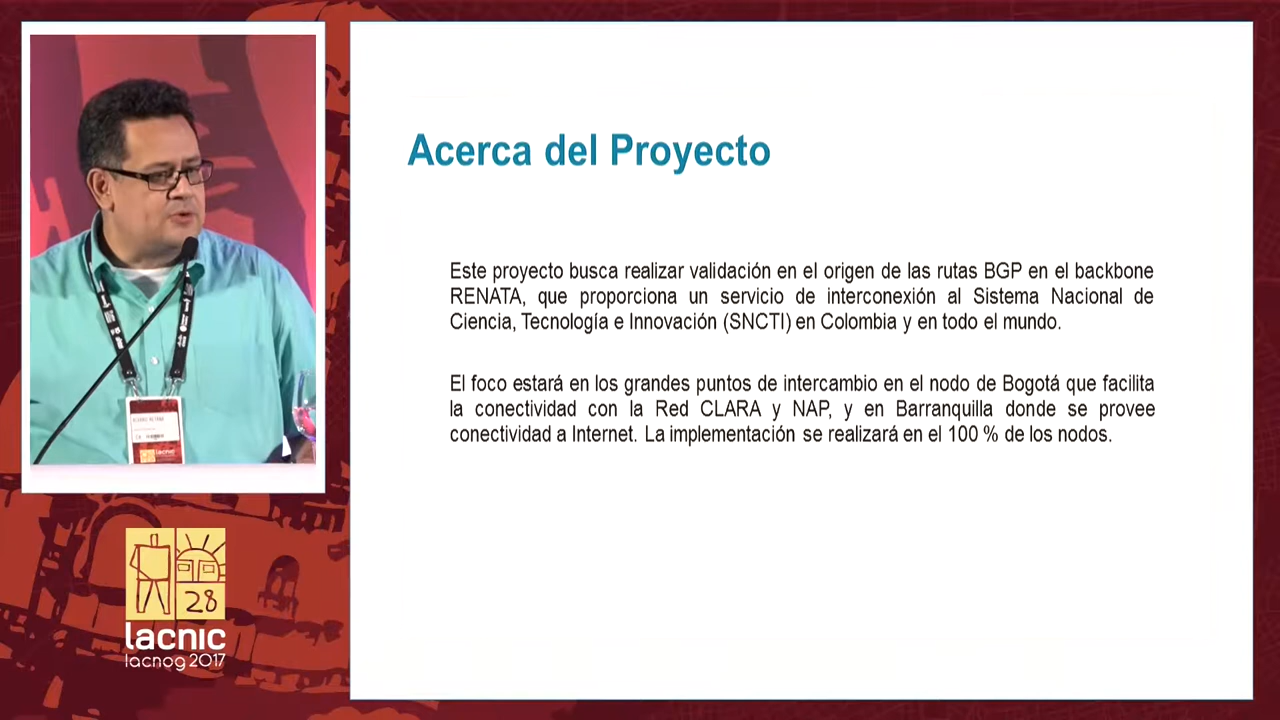 Acerca del Proyecto
Este proyecto busca realizar validación en el origen de las rutas BGP en el backbone
RENATA, que proporciona un servicio de interconexión al Sistema Nacional de
Ciencia, Tecnología e Innovación (SNCTI) en Colombia y en todo el mundo.
El foco estará en los grandes puntos de intercambio en el nodo de Bogotá que facilita
la conectividad con la Red CLARA y NAP, y en Barranquilla donde se provee
conectividad a Internet. La implementación se realizará en el 100 % de los nodos.
lacnic
28
lacnic
lacnog 2017